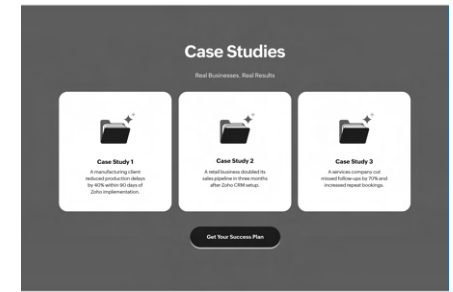 Case Studies
Real Businesses, Real Results
Case Study 1
A manufacturing client
reduced production delays
by 40% within 90 days of
Zoho implementation.
Case Study 2
A retail business doubled its
sales pipeline in three months
after Zoho CRM setup.
Case Study 3
A services company cut
missed follow-ups by 70% and
increased repeat bookings.
Get Your Success Plan